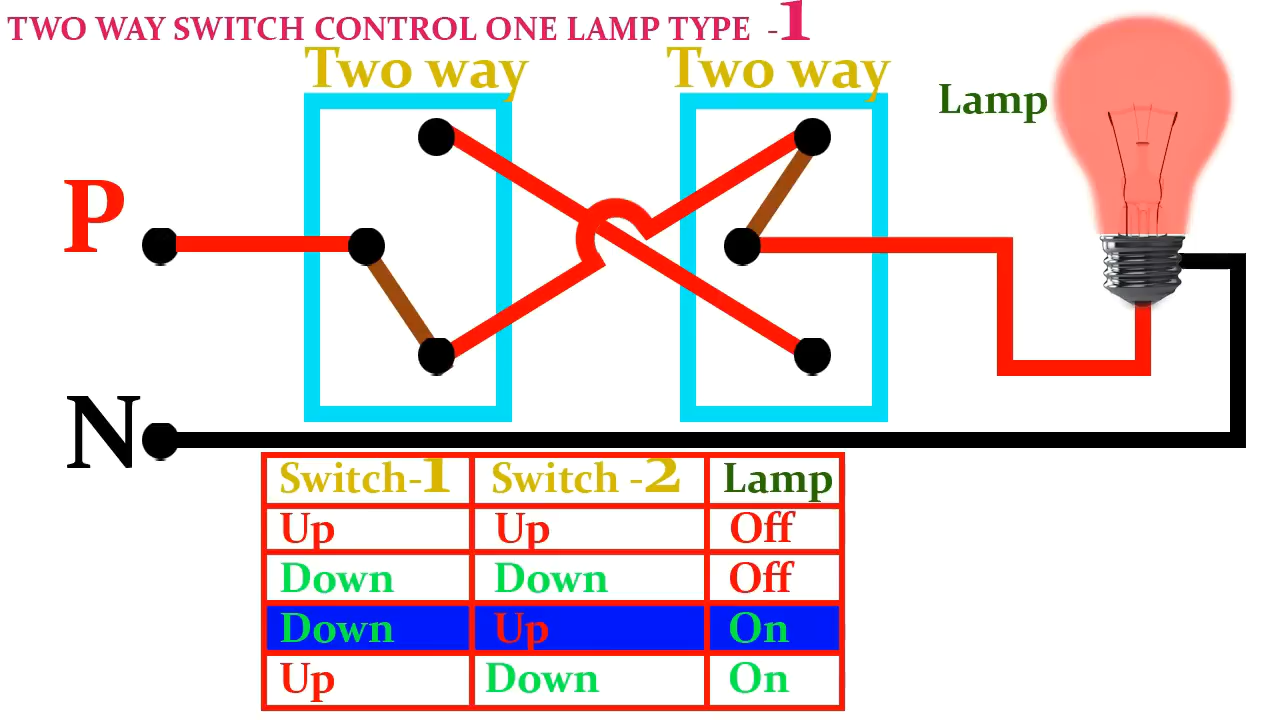 TWO WAY SWITCH CONTROL ONE LAMP TYPE -1
Two way
Two way
Lamp
P
N
Switch-1 Switch -2 Lamp
Up Up Off
Down Down Off
Down Up On
Up Down On